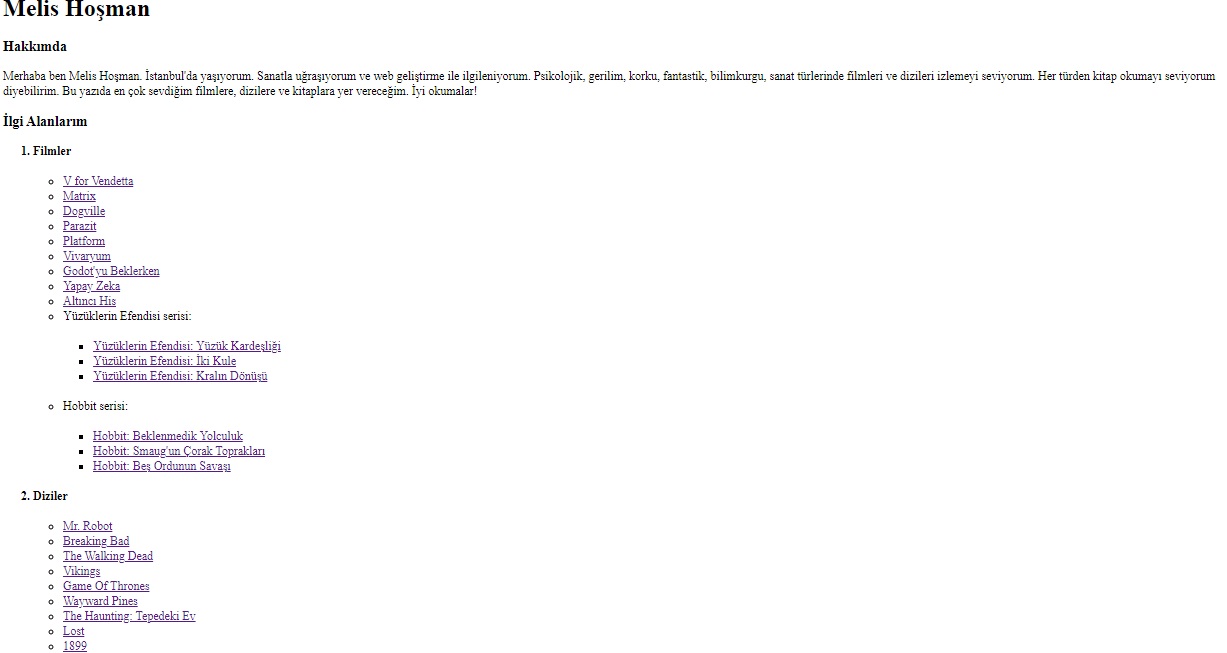 Melis Hoşman
Hakkımda
Merhaba ben Melis Hoşman. İstanbul'da yaşıyorum. Sanatla uğraşıyorum ve web geliştirme ile ilgileniyorum. Psikolojik, gerilim, korku, fantastik, bilimkurgu, sanat türlerinde filmleri ve dizileri izlemeyi seviyorum. Her türden kitap okumayı seviyorum
diyebilirim. Bu yazıda en çok sevdiğim filmlere, dizilere ve kitaplara yer vereceğim. İyi okumalar!
İlgi Alanlarım
1. Filmler
V for Vendetta
Matrix
Dogville
Parazit
Platform
Vivaryum
Godot'yu Beklerken
Yapay Zeka
Altıncı His
Yüzüklerin Efendisi serisi:
Yüzüklerin Efendisi: Yüzük Kardeşliği
Yüzüklerin Efendisi: İki Kule
Yüzüklerin Efendisi: Kralın Dönüşü
Hobbit serisi:
Hobbit: Beklenmedik Yolculuk
Hobbit: Smaug'un Çorak Toprakları
Hobbit: Beş Ordunun Savaşı
2. Diziler
Mr. Robot
Breaking Bad
The Walking Dead
Vikings
Game Of Thrones
Wayward Pines
The Haunting: Tepedeki Ev
Lost
1899